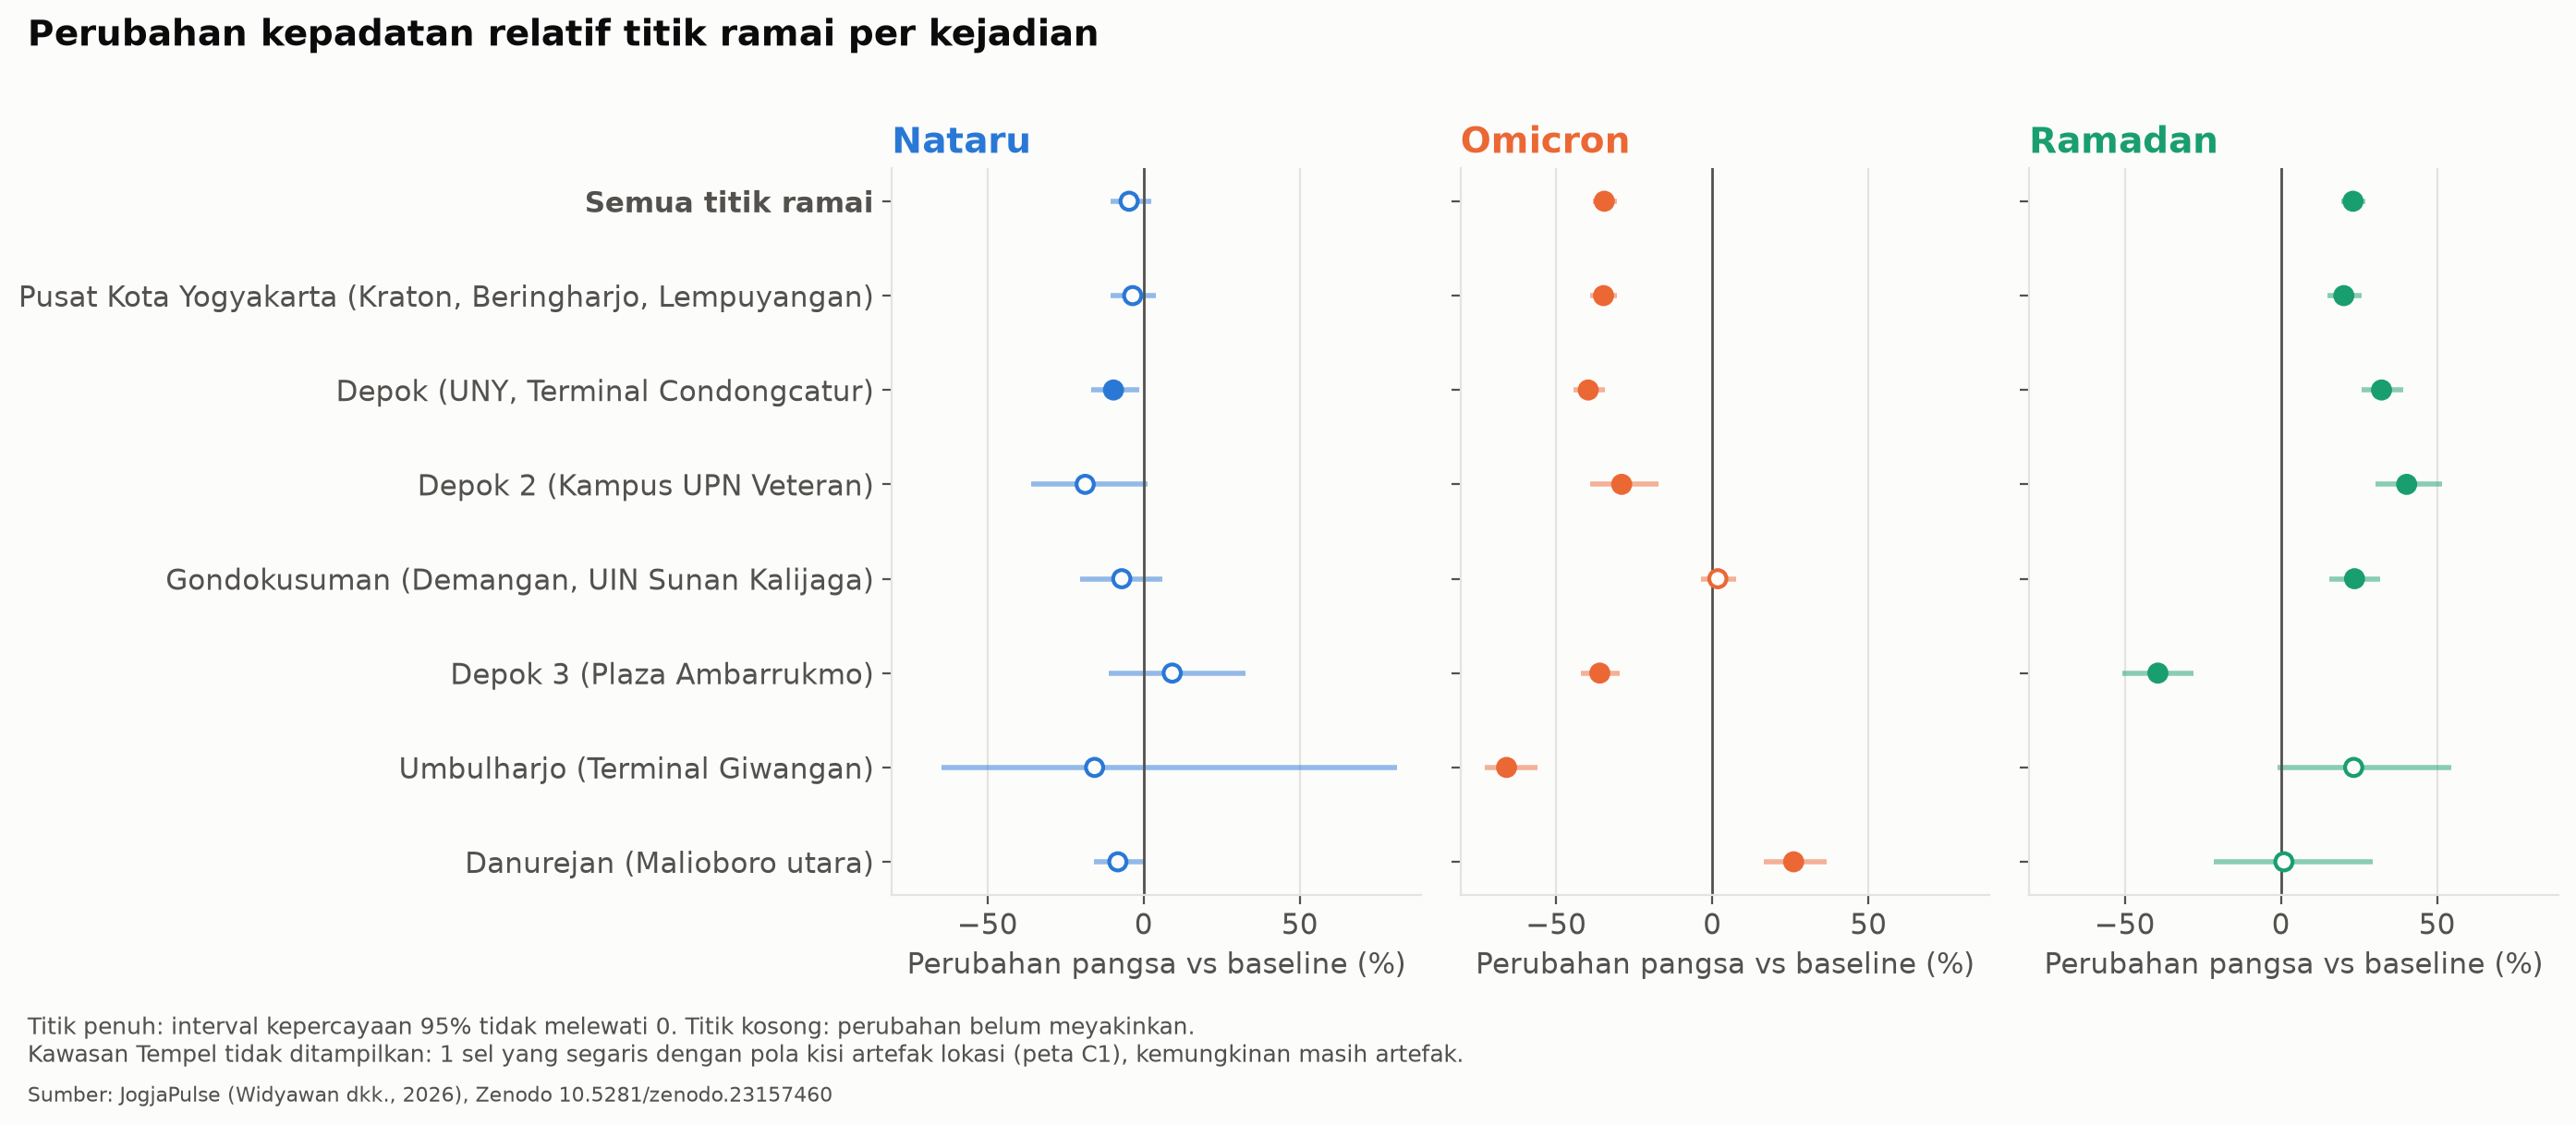 Perubahan kepadatan relatif titik ramai per kejadian
Nataru
Omicron
Ramadan
Semua titik ramai
Pusat Kota Yogyakarta (Kraton, Beringharjo, Lempuyangan)
Depok (UNY, Terminal Condongcatur)
Depok 2 (Kampus UPN Veteran)
Gondokusuman (Demangan, UIN Sunan Kalijaga)
Depok 3 (Plaza Ambarrukmo)
Umbulharjo (Terminal Giwangan)
Danurejan (Malioboro utara)
−50 0 50
−50 0 50
−50 0 50
Perubahan pangsa vs baseline (%)
Perubahan pangsa vs baseline (%)
Perubahan pangsa vs baseline (%)
Titik penuh: interval kepercayaan 95% tidak melewati 0. Titik kosong: perubahan belum meyakinkan.
Kawasan Tempel tidak ditampilkan: 1 sel yang segaris dengan pola kisi artefak lokasi (peta C1), kemungkinan masih artefak.
Sumber: JogjaPulse (Widyawan dkk., 2026), Zenodo 10.5281/zenodo.23157460